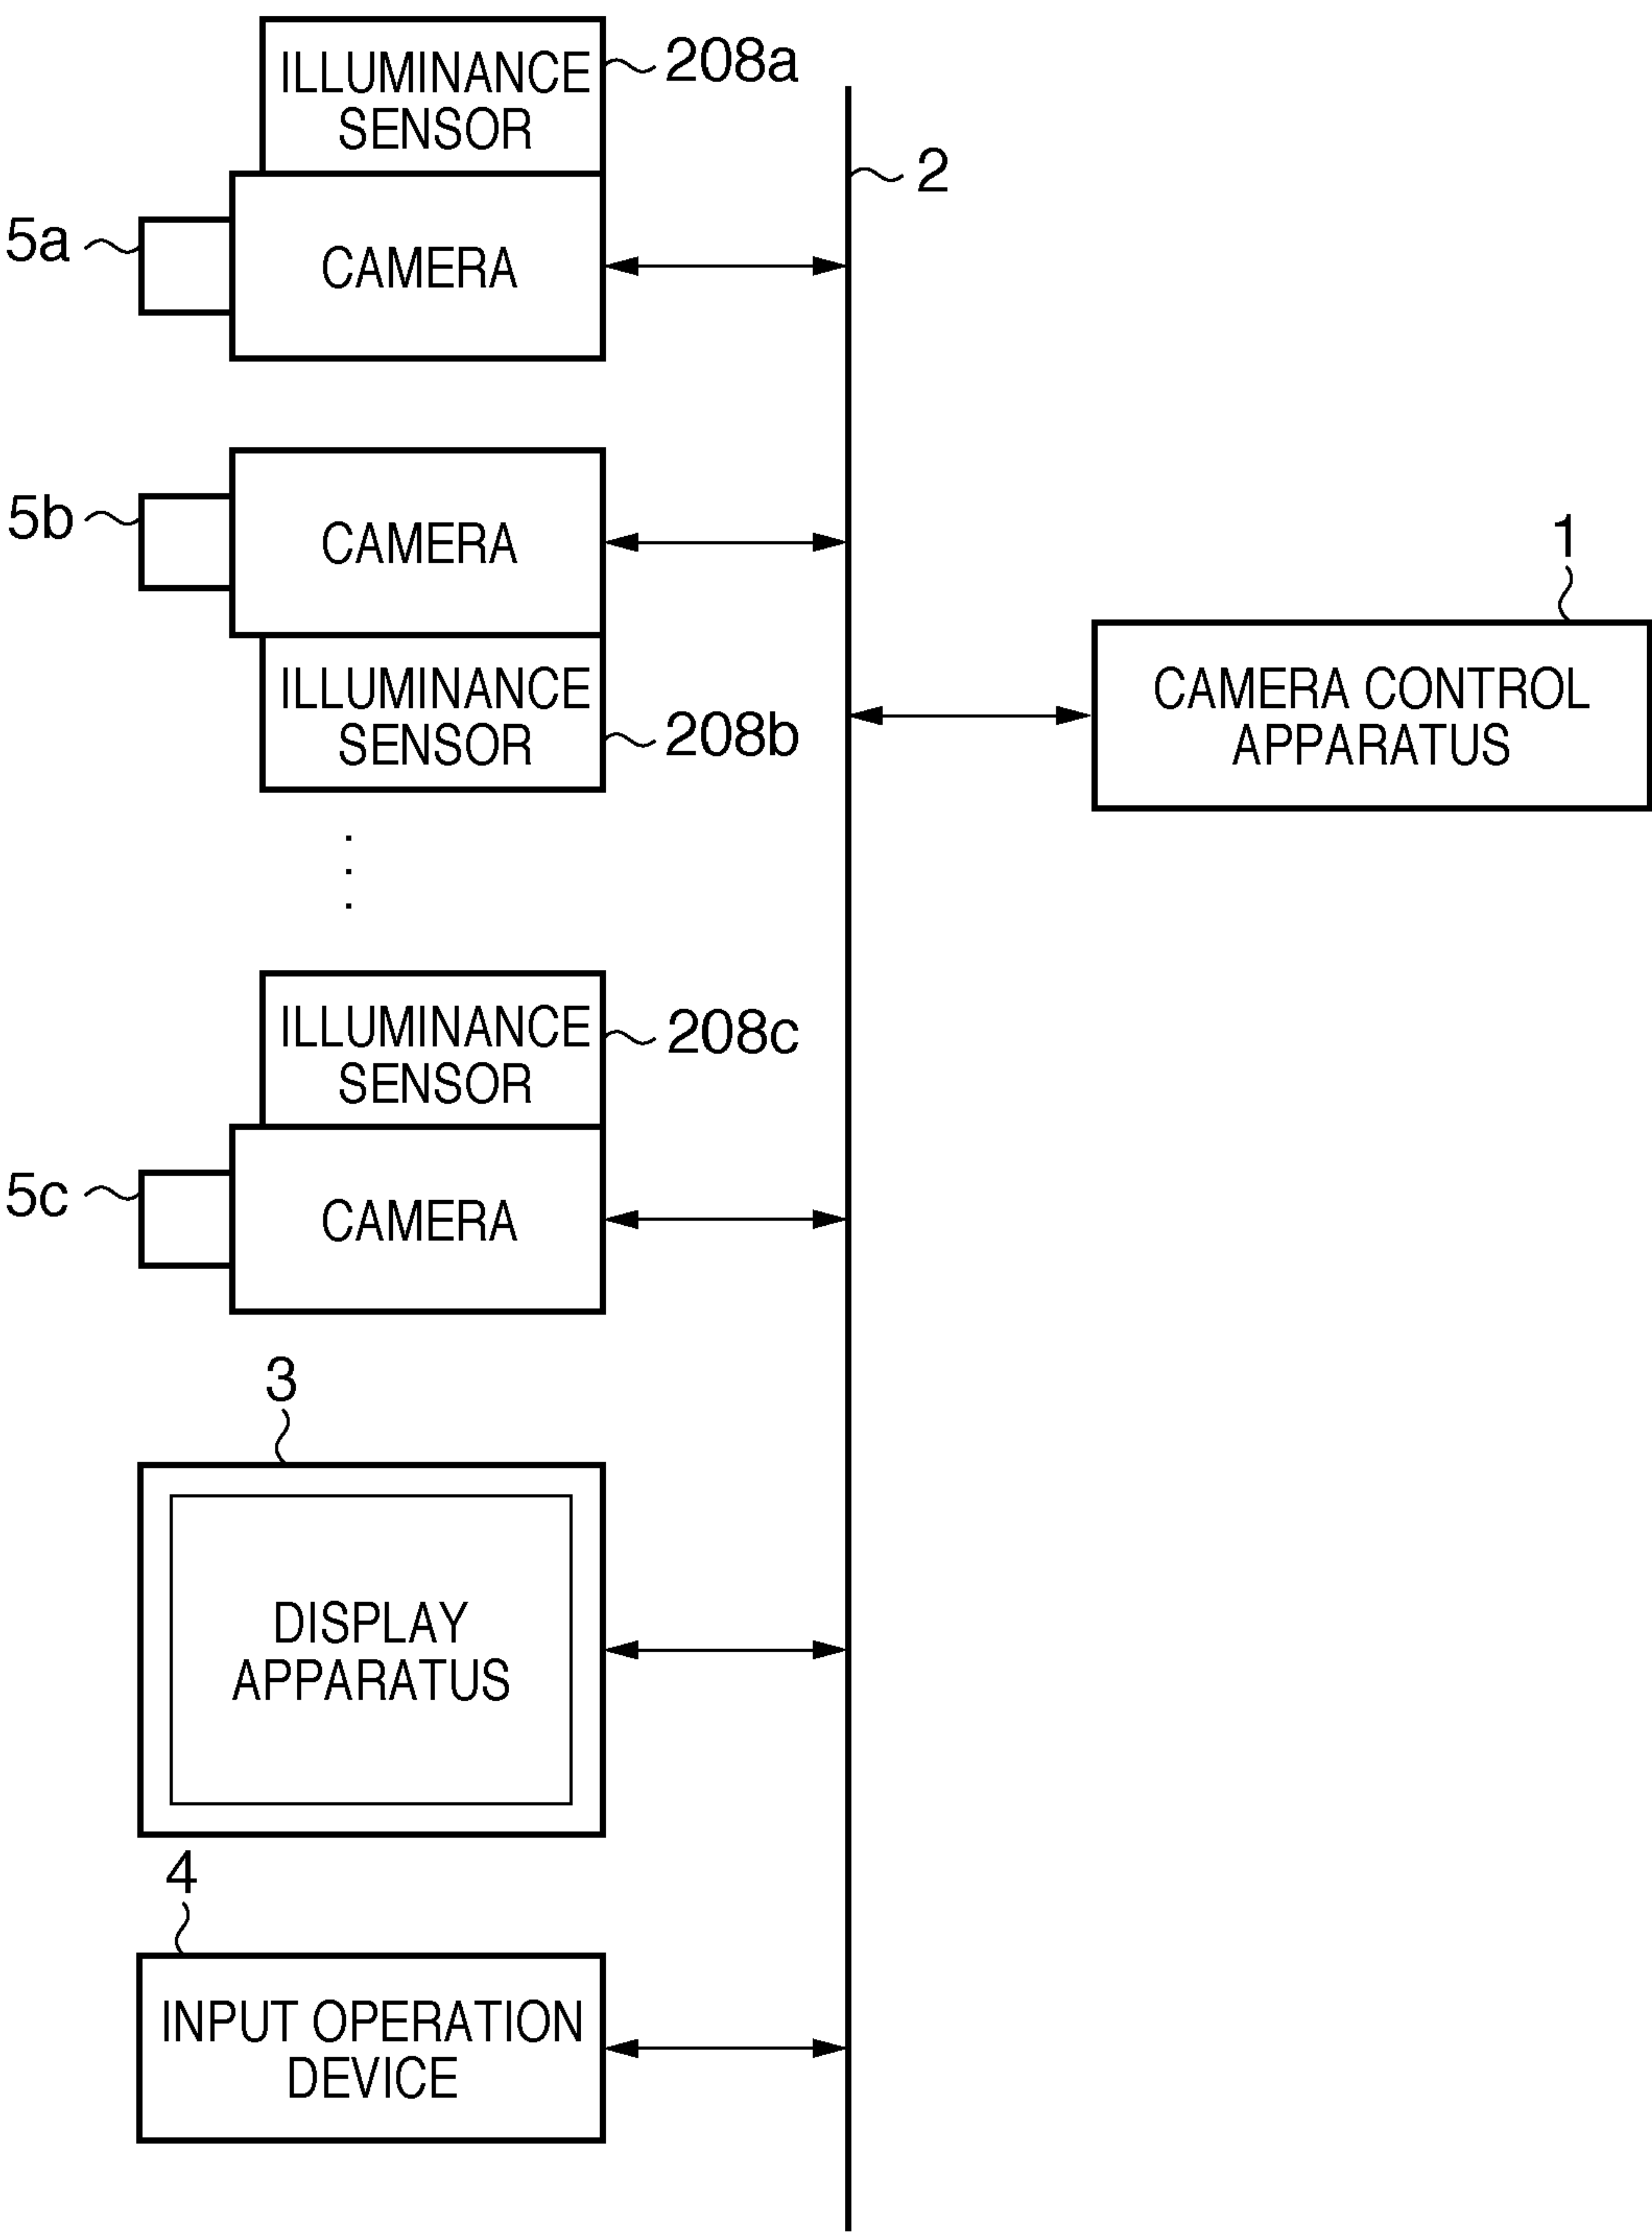 ILLUMINANCE
SENSOR
208a
2
5a
CAMERA
5b
CAMERA
1
ILLUMINANCE
SENSOR
208b
CAMERA CONTROL
APPARATUS
ILLUMINANCE
SENSOR
208c
5c
CAMERA
3
DISPLAY
APPARATUS
4
INPUT OPERATION
DEVICE